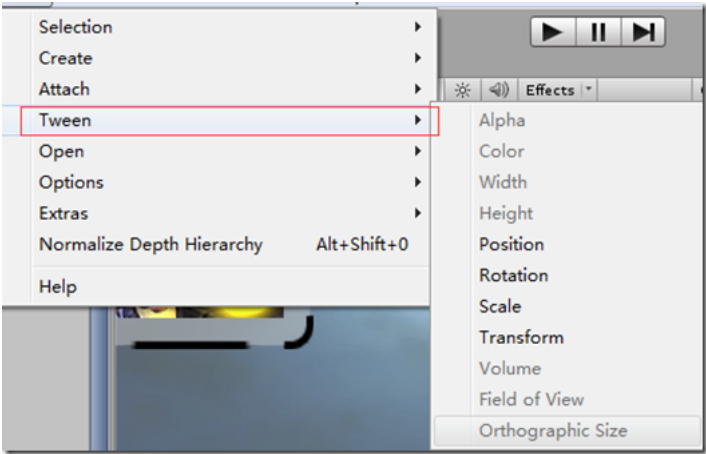 Selection
Create
Attach
Tween
Open
Options
Extras
Normalize Depth Hierarchy Alt+Shift+0
Help
Effects
Alpha
Color
Width
Height
Position
Rotation
Scale
Transform
Volume
Field of View
Orthographic Size